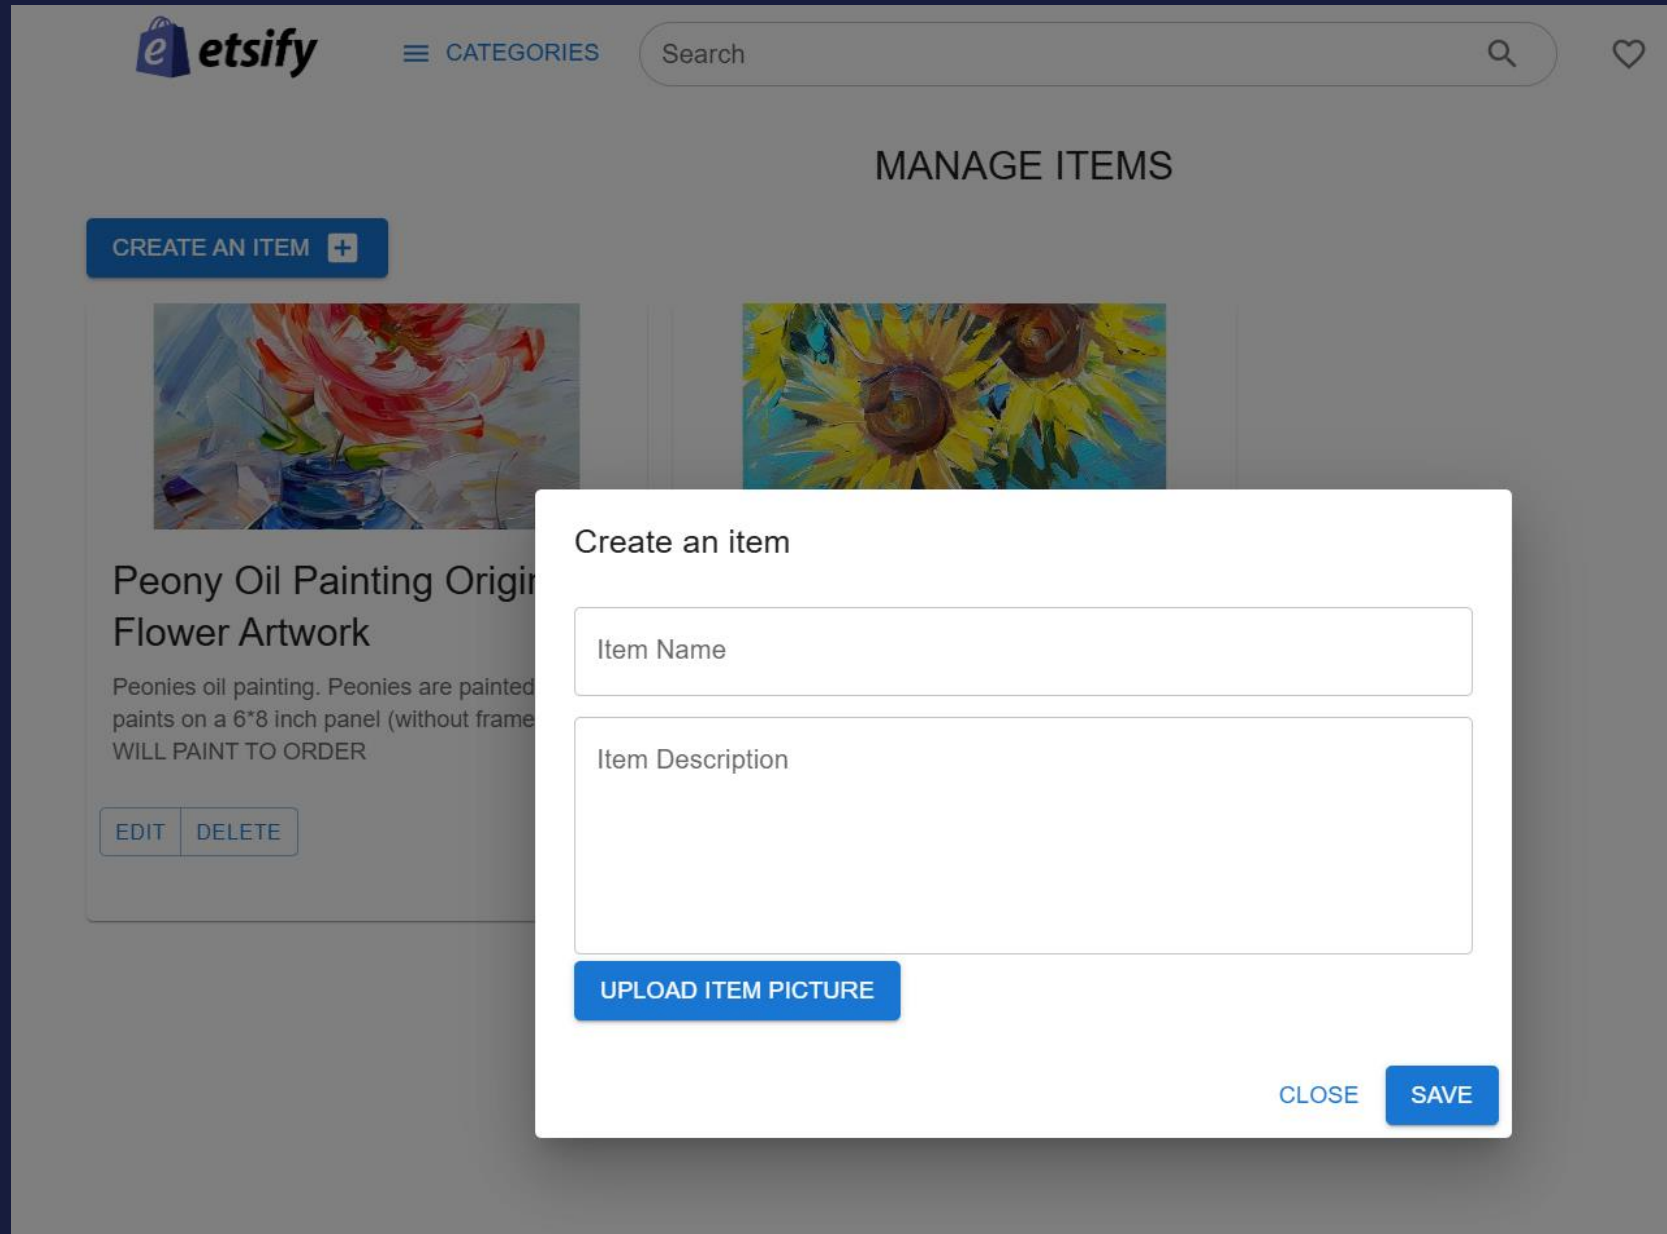 etsify
CATEGORIES
Search
MANAGE ITEMS
CREATE AN ITEM
Peony Oil Painting
Flower Artwork
Peonies oil painting. Peonies are painted
paints on a 6*8 inch panel (without frame
WILL PAINT TO ORDER
EDIT
DELETE
Create an item
Item Name
Item Description
UPLOAD ITEM PICTURE
CLOSE
SAVE